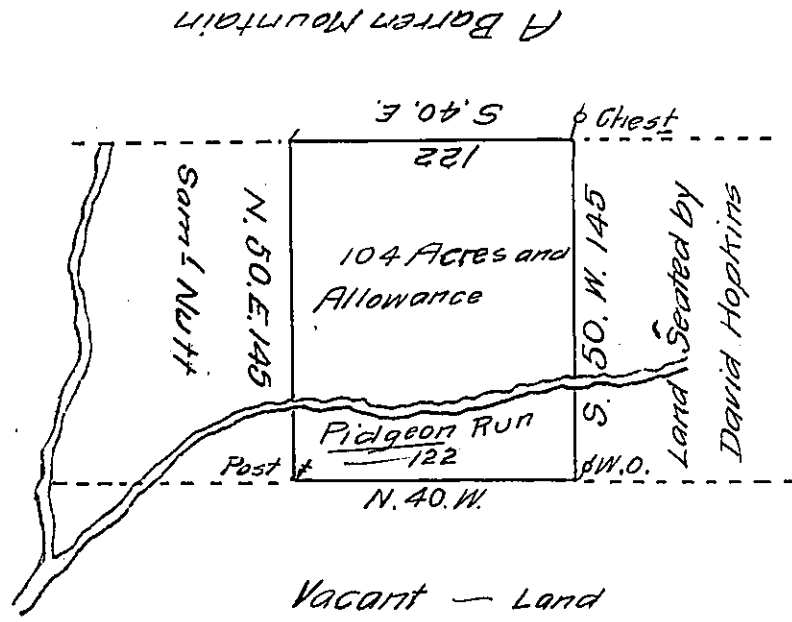 A Barren Mountain
S. 40. E.
Chest
122
Sam.l Nutt
N. 50. E. 145
104 Acres and
Allowance
S. 50. W. 145
Land Seated by
David Hopkins
Pidgeon Run
122
Post
W.O.
N. 40. W.
Vacant — Land